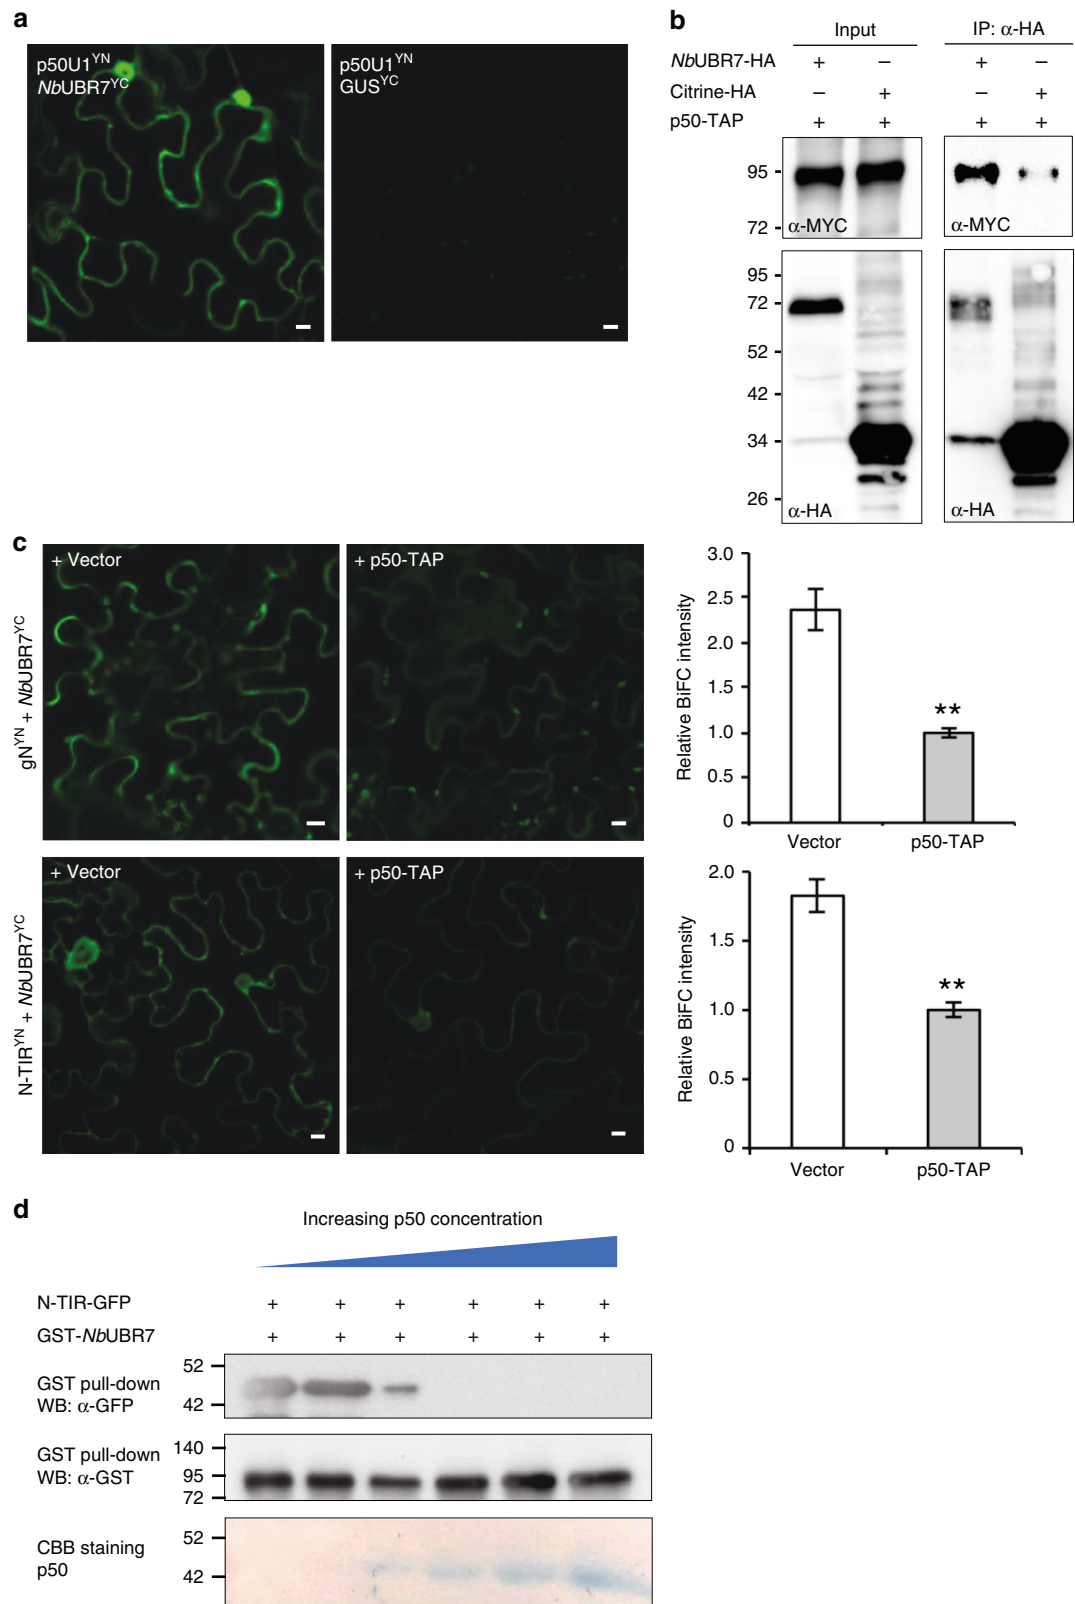 a
p50U1YN
NbUBR7YC
p50U1YN
GUSYC
b
Input
IP: α-HA
NbUBR7-HA + – + –
Citrine-HA – + – +
p50-TAP + + + +
95
72
α-MYC
α-MYC
95
72
52
42
34
26
α-HA
α-HA
c
gNYN + NbUBR7YC
+ Vector
+ p50-TAP
Relative BiFC intensity
3.0
2.5
2.0
1.5
1.0
0.5
0
**
Vector
p50-TAP
N-TIRYN + NbUBR7YC
+ Vector
+ p50-TAP
Relative BiFC intensity
2.0
1.5
1.0
0.5
0
**
Vector
p50-TAP
d
Increasing p50 concentration
N-TIR-GFP + + + + + +
GST-NbUBR7 + + + + + +
GST pull-down
WB: α-GFP
52
42
GST pull-down
WB: α-GST
140
95
72
CBB staining
p50
52
42